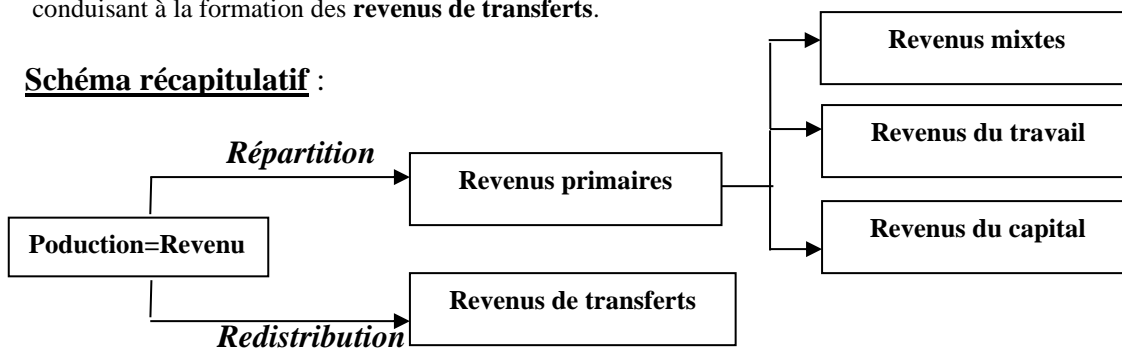 conduisant à la formation des revenus de transferts.
Schéma récapitulatif :
Revenus mixtes
Répartition
Revenus du travail
Revenus primaires
Poduction=Revenu
Revenus du capital
Revenus de transferts
Redistribution